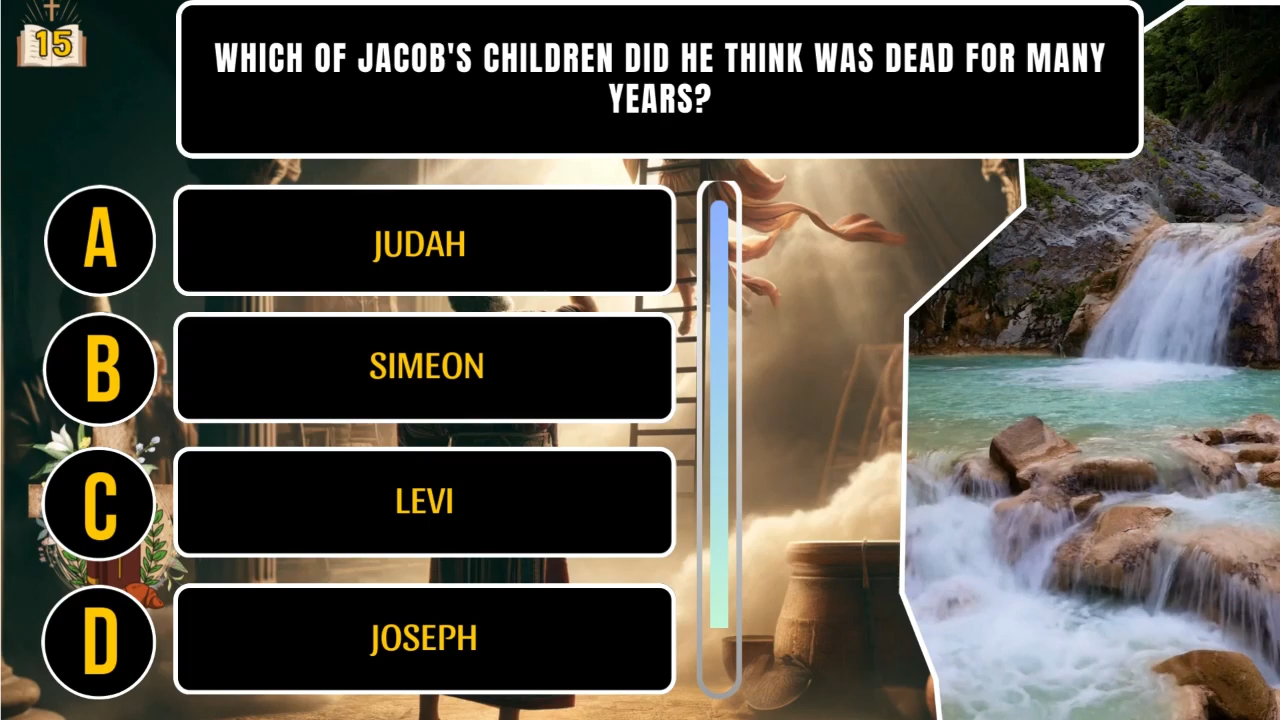 15
WHICH OF JACOB'S CHILDREN DID HE THINK WAS DEAD FOR MANY
YEARS?
A
JUDAH
B
SIMEON
C
LEVI
D
JOSEPH